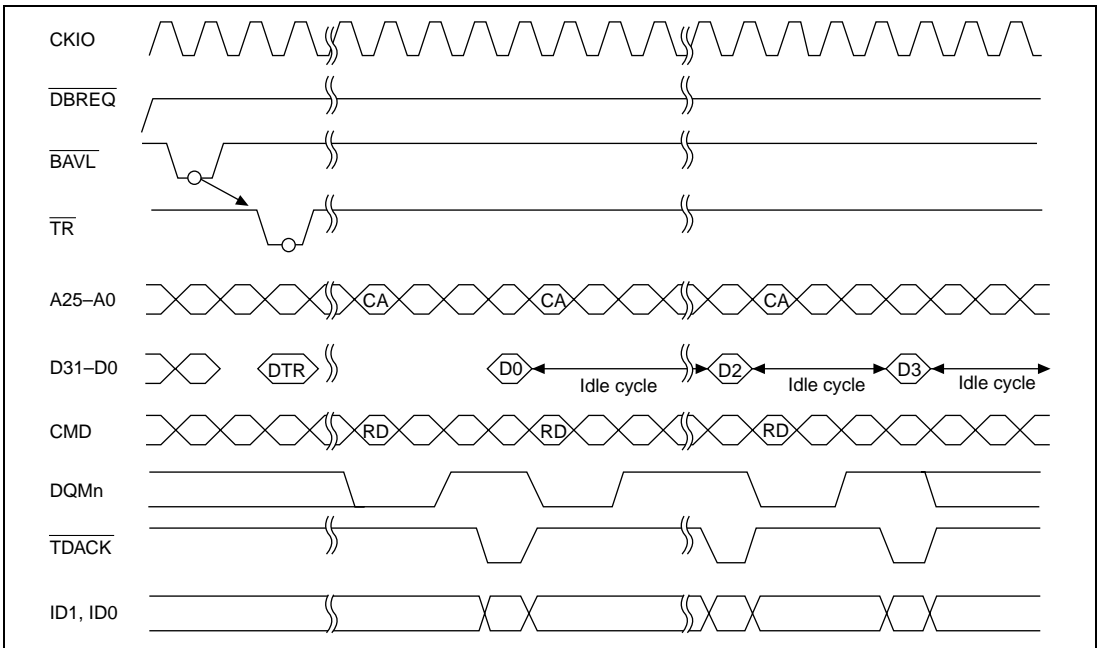 CKIO
DBREQ
BAVL
TR
A25–A0 CA CA CA
D31–D0 DTR D0 Idle cycle D2 Idle cycle D3 Idle cycle
CMD RD RD RD
DQMn
TDACK
ID1, ID0